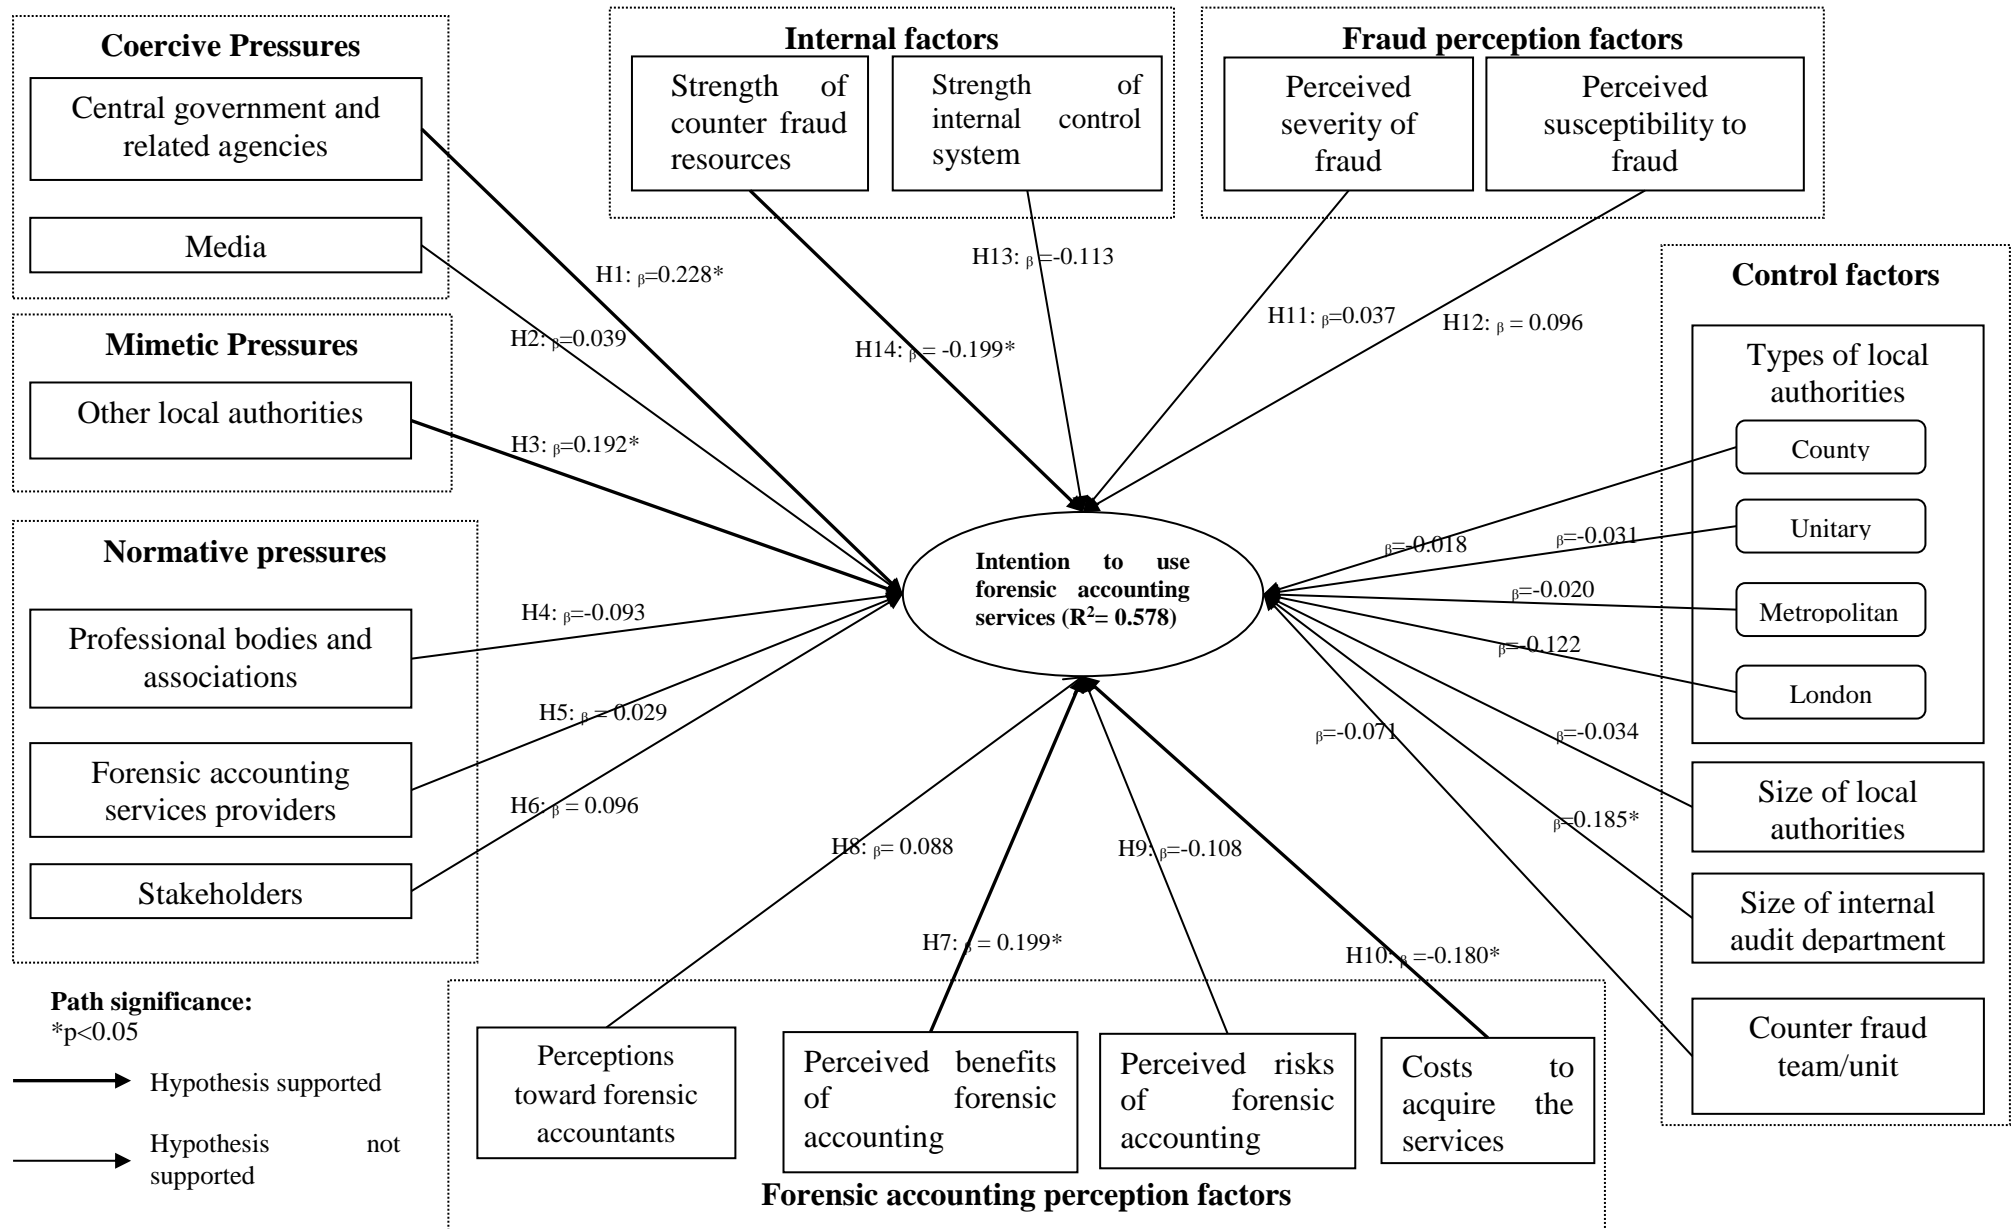 Coercive Pressures
Central government and
related agencies
Media
Mimetic Pressures
Other local authorities
Normative pressures
Professional bodies and
associations
Forensic accounting
services providers
Stakeholders
Internal factors
Strength of
counter fraud
resources
Strength of
internal control
system
Fraud perception factors
Perceived
severity of
fraud
Perceived
susceptibility to
fraud
Control factors
Types of local
authorities
County
Unitary
Metropolitan
London
Size of local
authorities
Size of internal
audit department
Counter fraud
team/unit
H1: β=0.228*
H2: β=0.039
H3: β=0.192*
H4: β=-0.093
H5: β = 0.029
H6: β = 0.096
H14: β = -0.199*
H13: β =-0.113
H11: β=0.037
H12: β = 0.096
Intention to use
forensic accounting
services (R²= 0.578)
β=-0.018
β=-0.031
β=-0.020
β=-0.122
β=-0.034
β=0.185*
β=-0.071
H8: β= 0.088
H7: β = 0.199*
H9: β=-0.108
H10: β =-0.180*
Perceptions
toward forensic
accountants
Perceived benefits
of forensic
accounting
Perceived risks
of forensic
accounting
Costs to
acquire the
services
Forensic accounting perception factors
Path significance:
*p<0.05
Hypothesis supported
Hypothesis not
supported